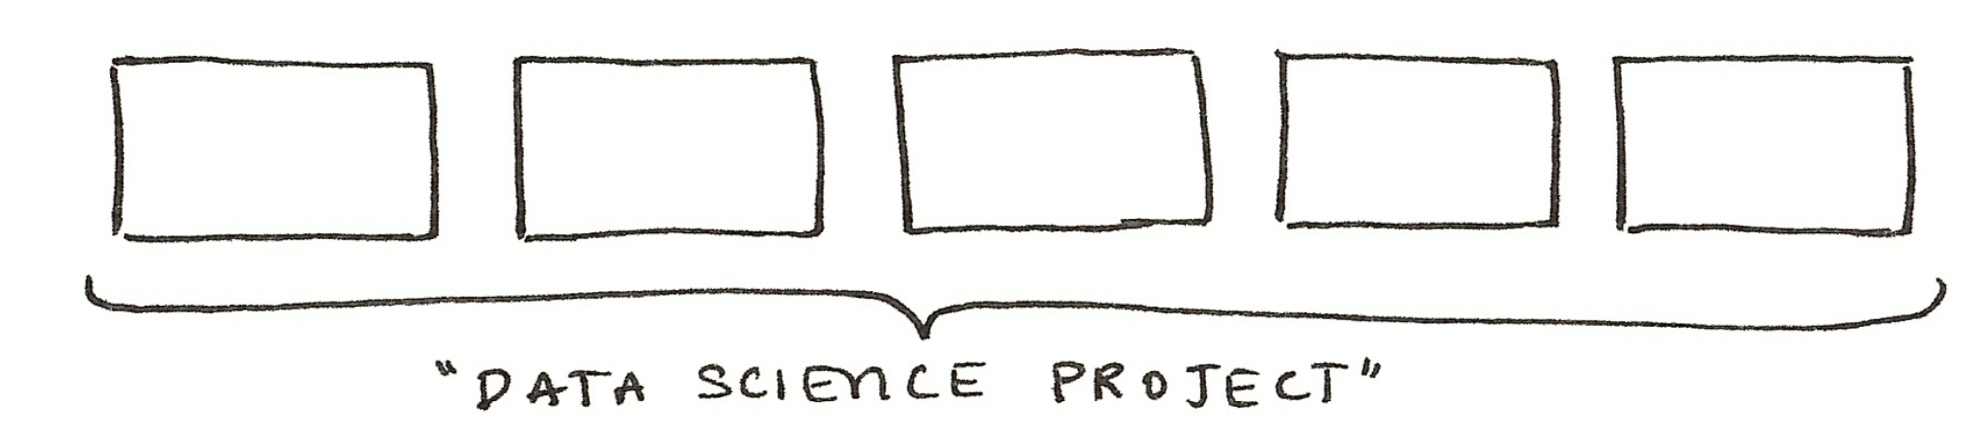 "DATA SCIENCE PROJECT"